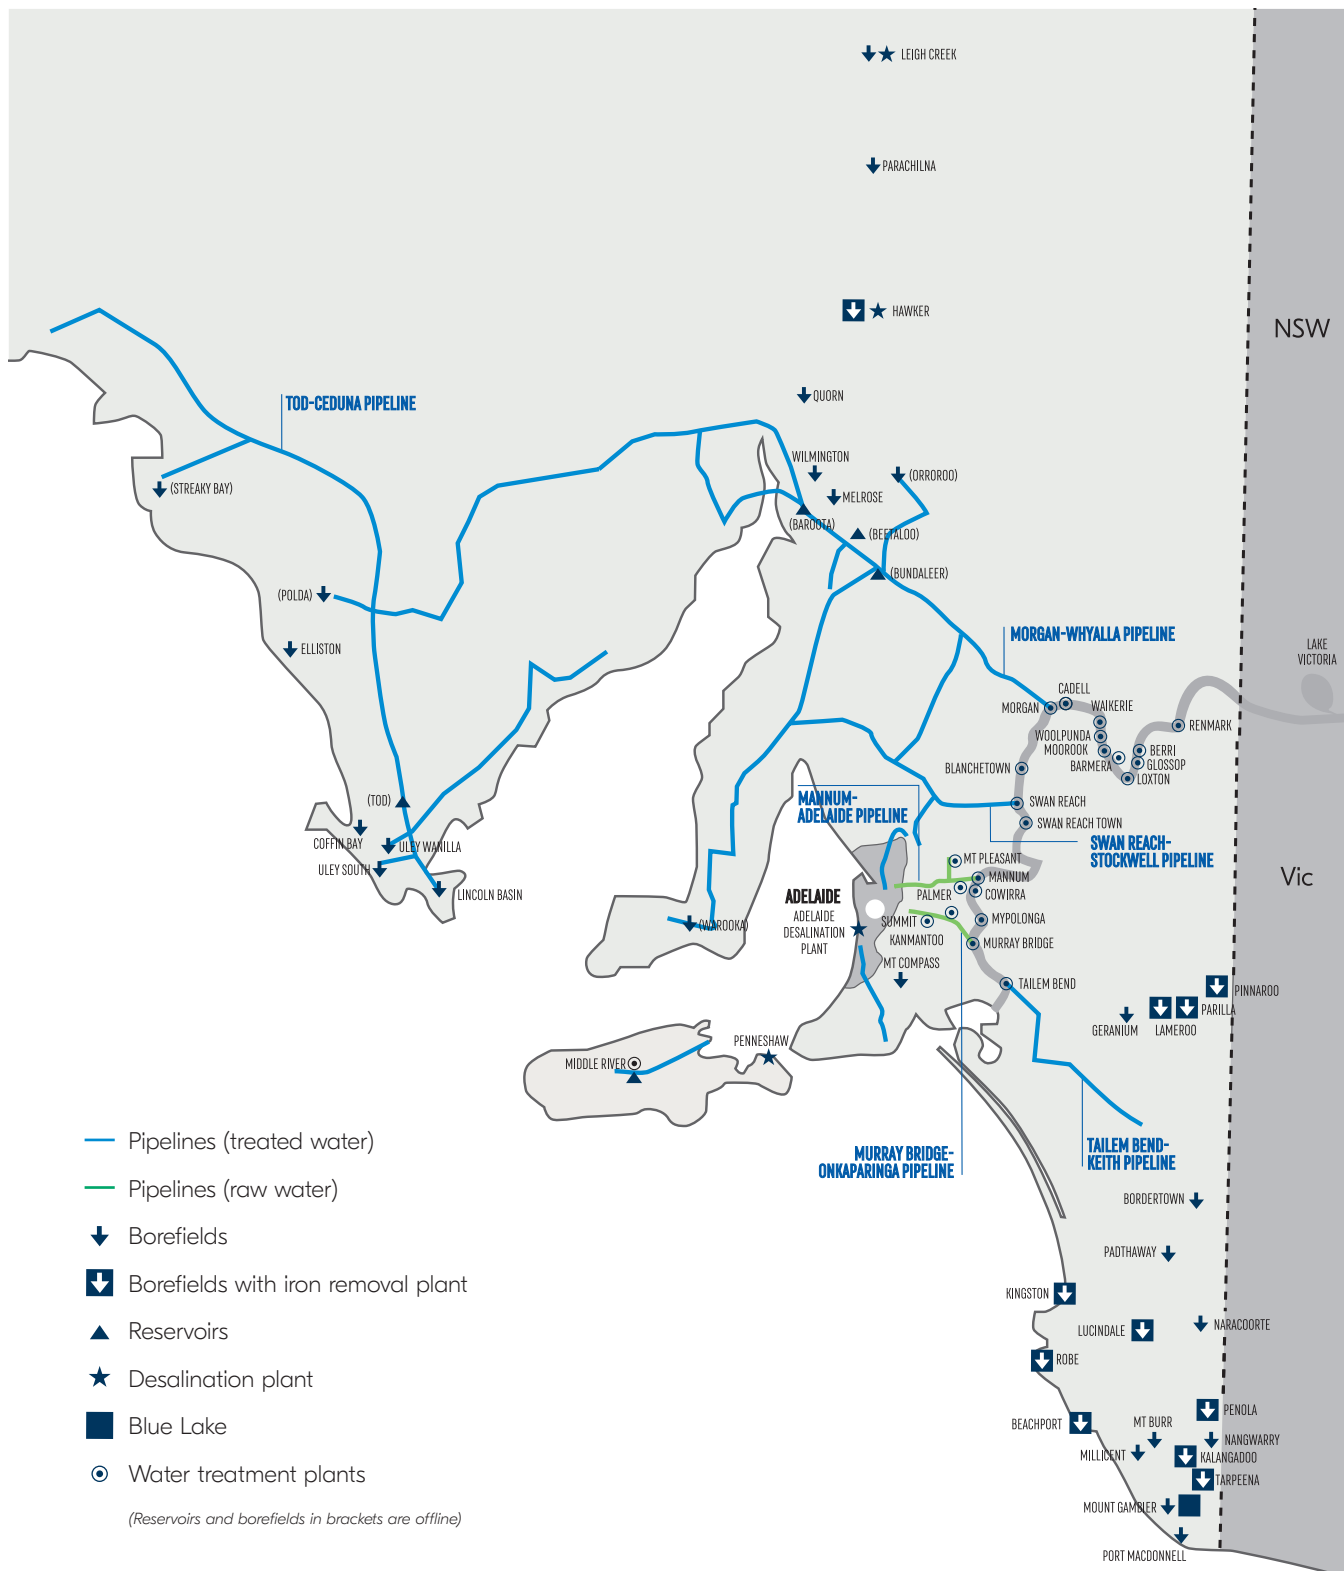 LEIGH CREEK
PARACHILNA
HAWKER
NSW
QUORN
TOD-CEDUNA PIPELINE
WILMINGTON
(ORROROO)
(STREAKY BAY)
MELROSE
(BAROOTA)
(BEETALOO)
(BUNDALEER)
(POLDA)
ELLISTON
MORGAN-WHYALLA PIPELINE
LAKE
VICTORIA
CADELL
MORGAN
WAIKERIE
RENMARK
WOOLPUNDA
MOOROOK
BERRI
BARMERA
GLOSSOP
LOXTON
BLANCHETOWN
(TOD)
MANNUM-
ADELAIDE PIPELINE
SWAN REACH
SWAN REACH TOWN
COFFIN BAY
ULEY WANILLA
SWAN REACH-
STOCKWELL PIPELINE
ULEY SOUTH
MT PLEASANT
MANNUM
Vic
LINCOLN BASIN
PALMER
COWIRRA
ADELAIDE
ADELAIDE
DESALINATION
PLANT
(WAROOKA)
SUMMIT
MYPOLONGA
KANMANTOO
MURRAY BRIDGE
MT COMPASS
TAILEM BEND
PINNAROO
PARILLA
GERANIUM
LAMEROO
PENNESHAW
MIDDLE RIVER
Pipelines (treated water)
MURRAY BRIDGE-
ONKAPARINGA PIPELINE
TAILEM BEND-
KEITH PIPELINE
Pipelines (raw water)
BORDERTOWN
Borefields
PADTHAWAY
Borefields with iron removal plant
KINGSTON
Reservoirs
LUCINDALE
NARACOORTE
ROBE
Desalination plant
PENOLA
Blue Lake
BEACHPORT
MT BURR
NANGWARRY
MILLICENT
KALANGADOO
Water treatment plants
TARPEENA
MOUNT GAMBIER
(Reservoirs and borefields in brackets are offline)
PORT MACDONNELL